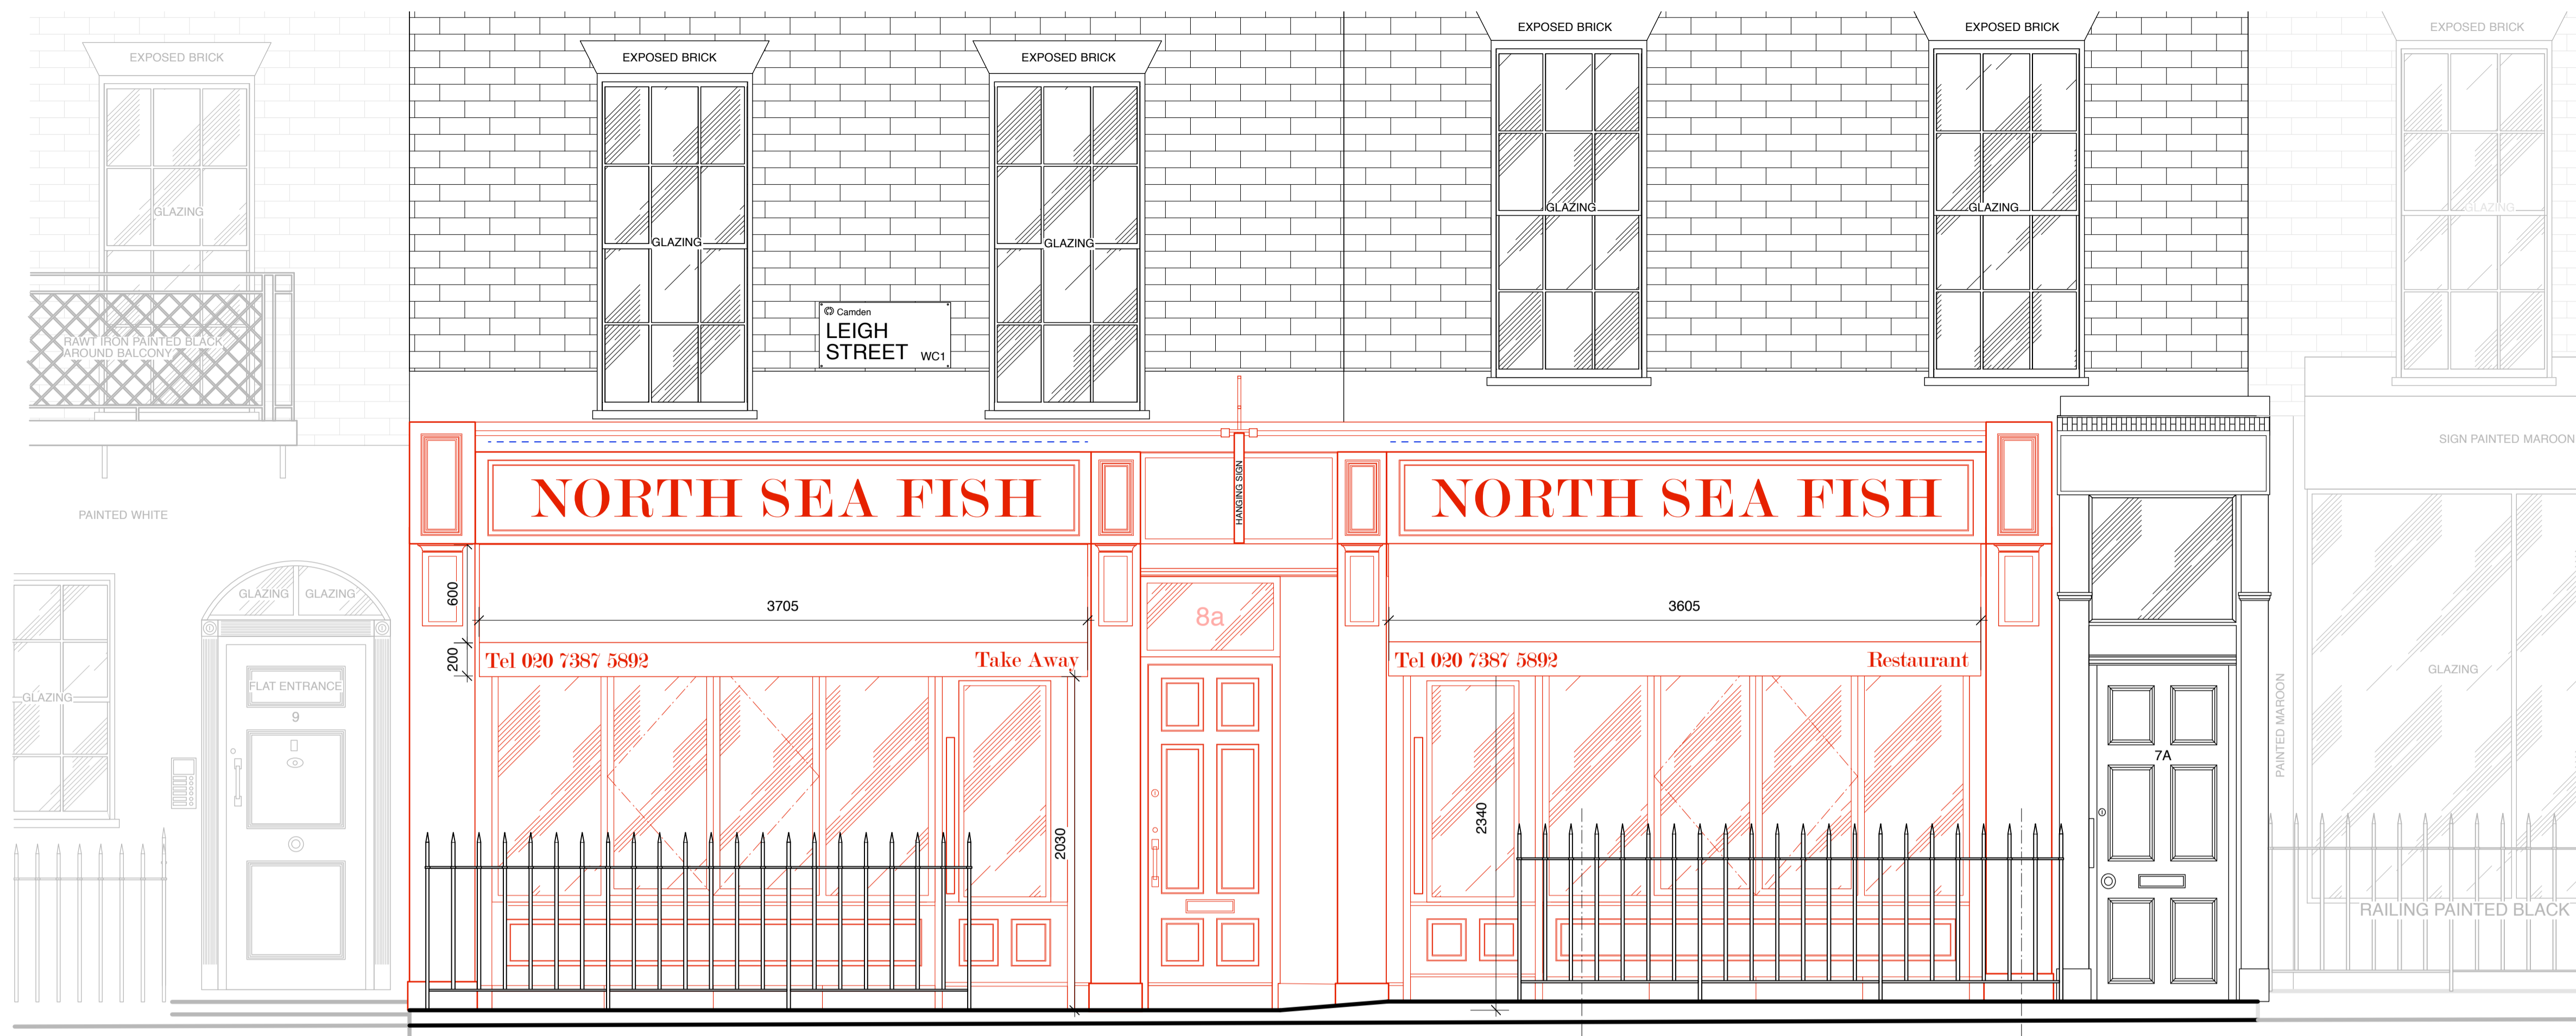 EXPOSED BRICK
EXPOSED BRICK
EXPOSED BRICK
EXPOSED BRICK
EXPOSED BRICK
EXPOSED BRICK
GLAZING
GLAZING
GLAZING
GLAZING
GLAZING
GLAZING
Camden
LEIGH
STREET WC1
RAWT IRON PAINTED BLACK
AROUND BALCONY
SIGN PAINTED MAROON
PAINTED WHITE
NORTH SEA FISH
HANGING SIGN
NORTH SEA FISH
GLAZING
GLAZING
600
3705
8a
3605
200
Tel 020 7387 5892
Take Away
Tel 020 7387 5892
Restaurant
FLAT ENTRANCE
9
GLAZING
GLAZING
PAINTED MAROON
7A
2030
2340
RAILING PAINTED BLACK